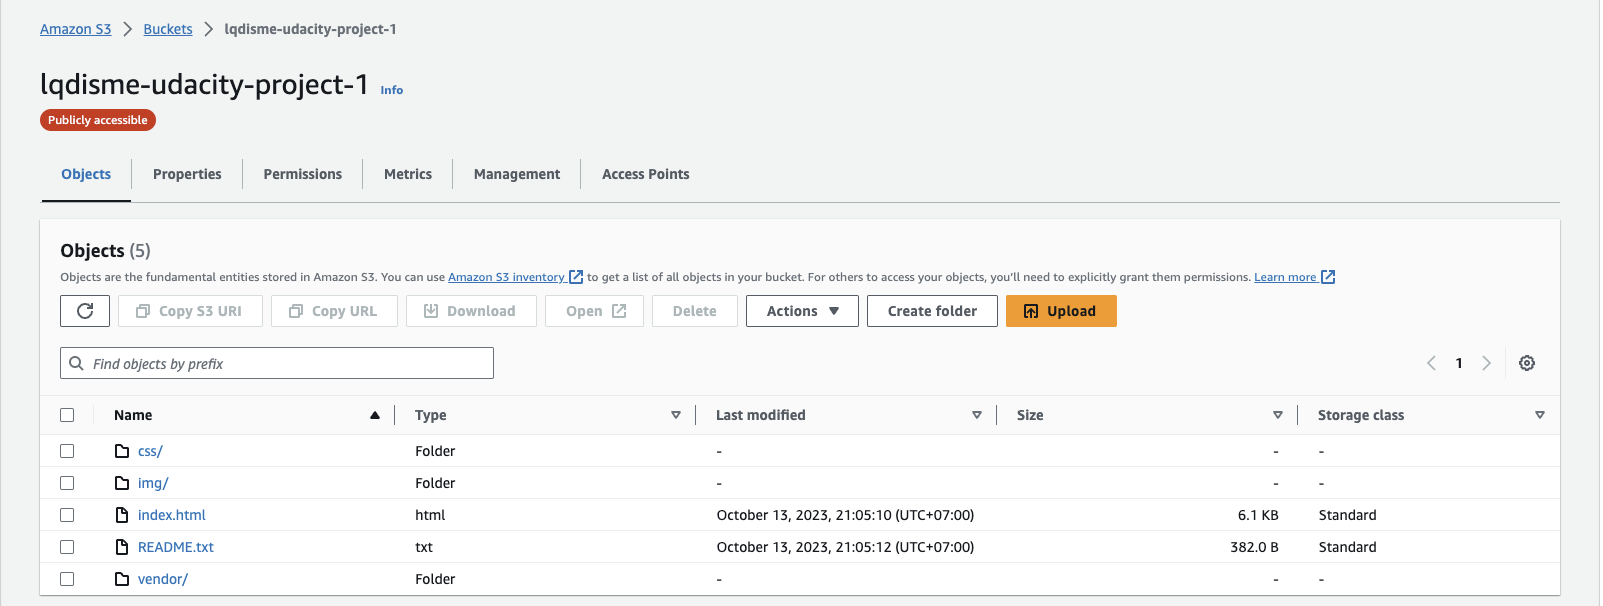 Amazon S3 > Buckets > lqdisme-udacity-project-1
lqdisme-udacity-project-1 Info
Publicly accessible
Objects Properties Permissions Metrics Management Access Points
Objects (5)
Objects are the fundamental entities stored in Amazon S3. You can use Amazon S3 inventory to get a list of all objects in your bucket. For others to access your objects, you'll need to explicitly grant them permissions. Learn more
Copy S3 URI Copy URL Download Open Delete Actions Create folder Upload
Find objects by prefix 1
Name Type Last modified Size Storage class
css/ Folder - - -
img/ Folder - - -
index.html html October 13, 2023, 21:05:10 (UTC+07:00) 6.1 KB Standard
README.txt txt October 13, 2023, 21:05:12 (UTC+07:00) 382.0 B Standard
vendor/ Folder - - -